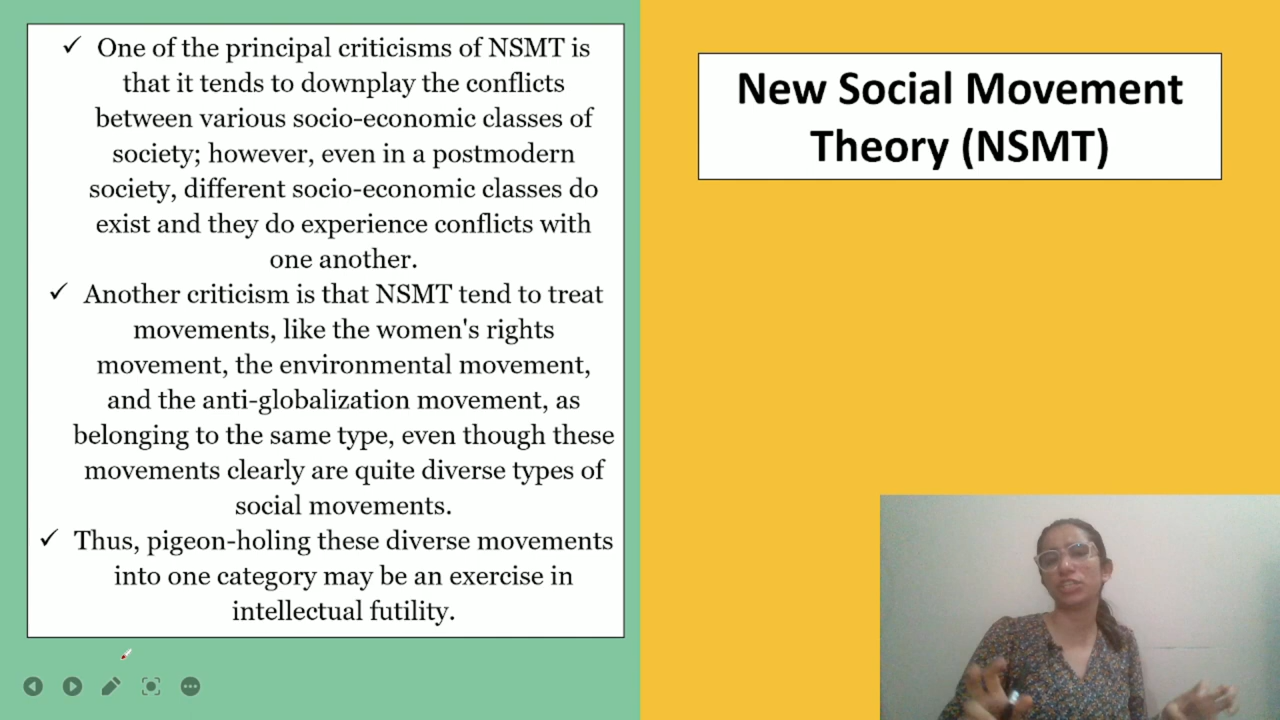 ✓ One of the principal criticisms of NSMT is
that it tends to downplay the conflicts
between various socio-economic classes of
society; however, even in a postmodern
society, different socio-economic classes do
exist and they do experience conflicts with
one another.
✓ Another criticism is that NSMT tend to treat
movements, like the women's rights
movement, the environmental movement,
and the anti-globalization movement, as
belonging to the same type, even though these
movements clearly are quite diverse types of
social movements.
✓ Thus, pigeon-holing these diverse movements
into one category may be an exercise in
intellectual futility.
New Social Movement
Theory (NSMT)